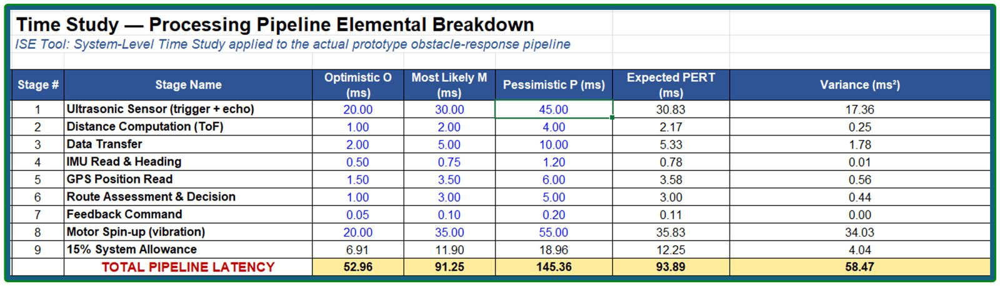 Time Study — Processing Pipeline Elemental Breakdown
ISE Tool: System-Level Time Study applied to the actual prototype obstacle-response pipeline
Stage # Stage Name Optimistic O (ms) Most Likely M (ms) Pessimistic P (ms) Expected PERT (ms) Variance (ms²)
1 Ultrasonic Sensor (trigger + echo) 20.00 30.00 45.00 30.83 17.36
2 Distance Computation (ToF) 1.00 2.00 4.00 2.17 0.25
3 Data Transfer 2.00 5.00 10.00 5.33 1.78
4 IMU Read & Heading 0.50 0.75 1.20 0.78 0.01
5 GPS Position Read 1.50 3.50 6.00 3.58 0.56
6 Route Assessment & Decision 1.00 3.00 5.00 3.00 0.44
7 Feedback Command 0.05 0.10 0.20 0.11 0.00
8 Motor Spin-up (vibration) 20.00 35.00 55.00 35.83 34.03
9 15% System Allowance 6.91 11.90 18.96 12.25 4.04
TOTAL PIPELINE LATENCY 52.96 91.25 145.36 93.89 58.47